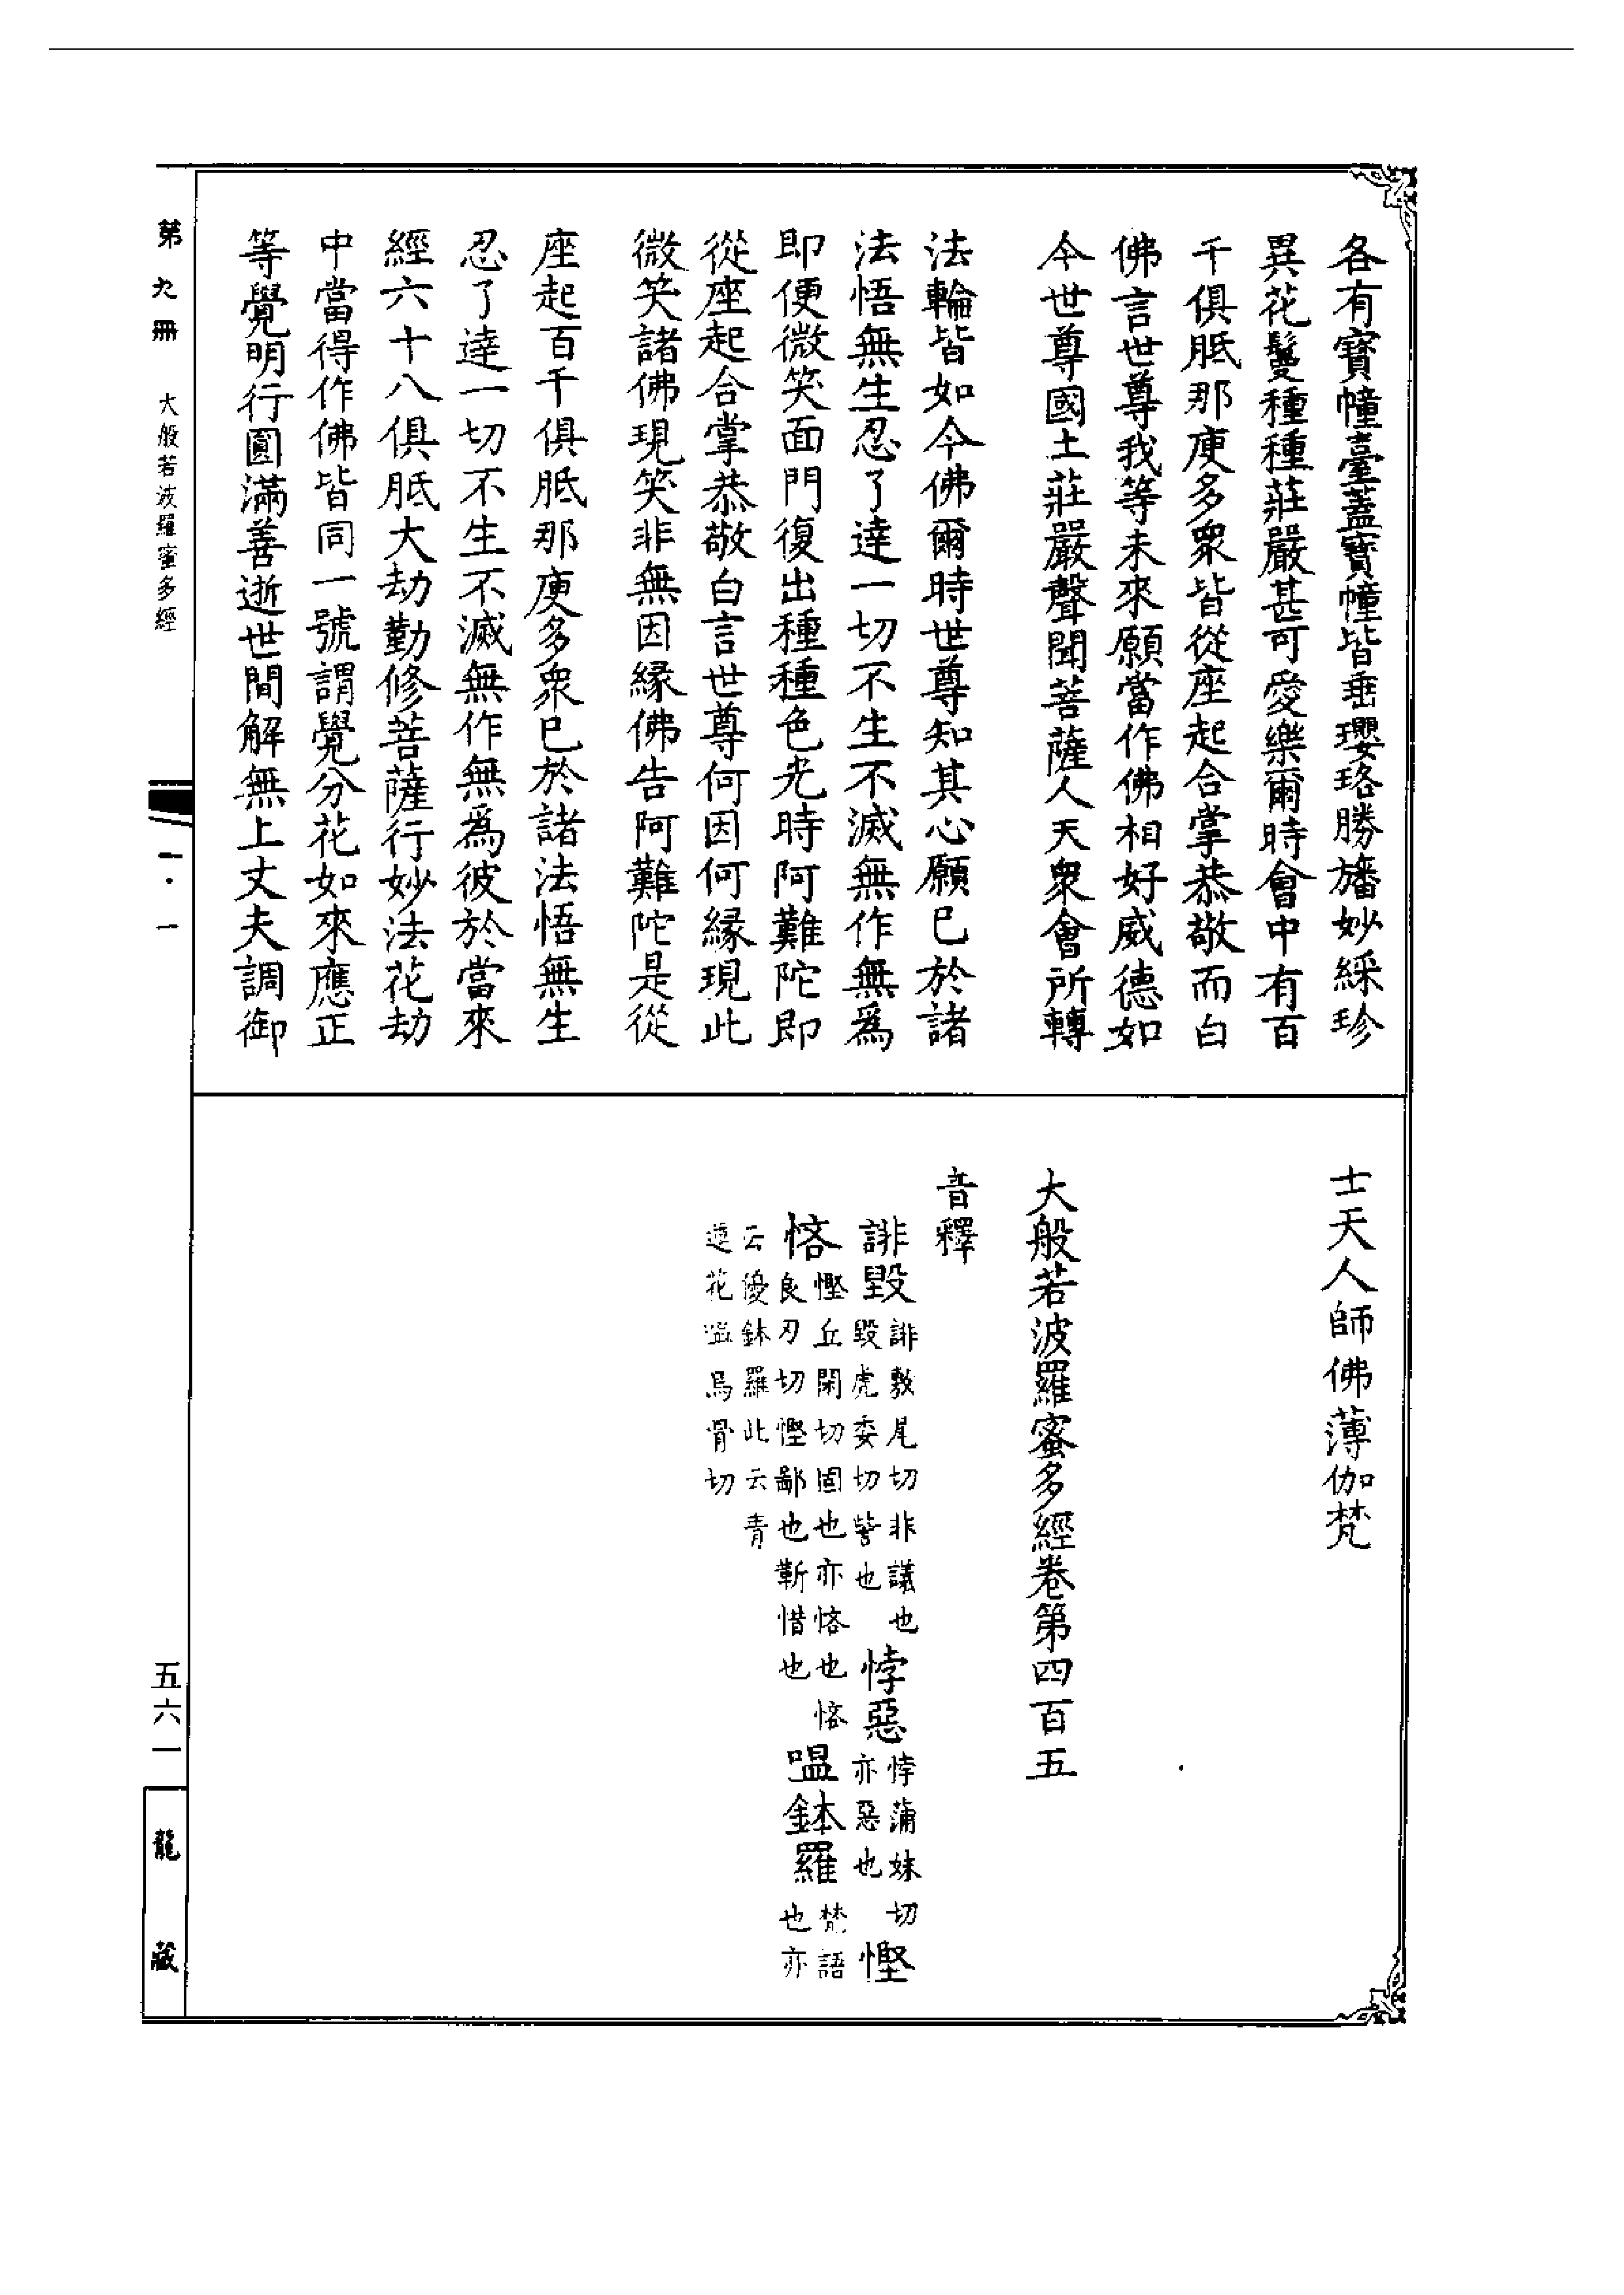 各有寶幢臺蓋寶幢皆垂瓔珞勝旛妙綵珍
異花鬘種種莊嚴甚可愛樂爾時會中有百
千俱胝那庾多衆皆從座起合掌恭敬而白
佛言世尊我等未來願當作佛相好威德如
今世尊國土莊嚴聲聞菩薩人天衆會所轉
法輪皆如今佛爾時世尊知其心願已於諸
法悟無生忍了達一切不生不滅無作無爲
即便微笑面門復出種種色光時阿難陀即
從座起合掌恭敬白言世尊何因何緣現此
微笑諸佛現笑非無因緣佛告阿難陀是從
座起百千俱胝那庾多衆已於諸法悟無生
忍了達一切不生不滅無作無爲彼於當來
經六十八俱胝大劫勤修菩薩行妙法花劫
中當得作佛皆同一號謂覺分花如來應正
等覺明行圓滿善逝世間解無上丈夫調御
士天人師佛薄伽梵
大般若波羅蜜多經卷第四百五
音釋
誹毀 誹敷尾切非議也 毀虎委切訾也 悖惡 悖蒲妹切 亦惡也 慳
悋 慳丘閑切固也亦悋也悋 良刃切慳鄙也靳惜也 嗢鉢羅 梵語 也亦
云優鉢羅此云青
蓮花嗢烏骨切
第九冊 大般若波羅蜜多經
五六一
龍藏